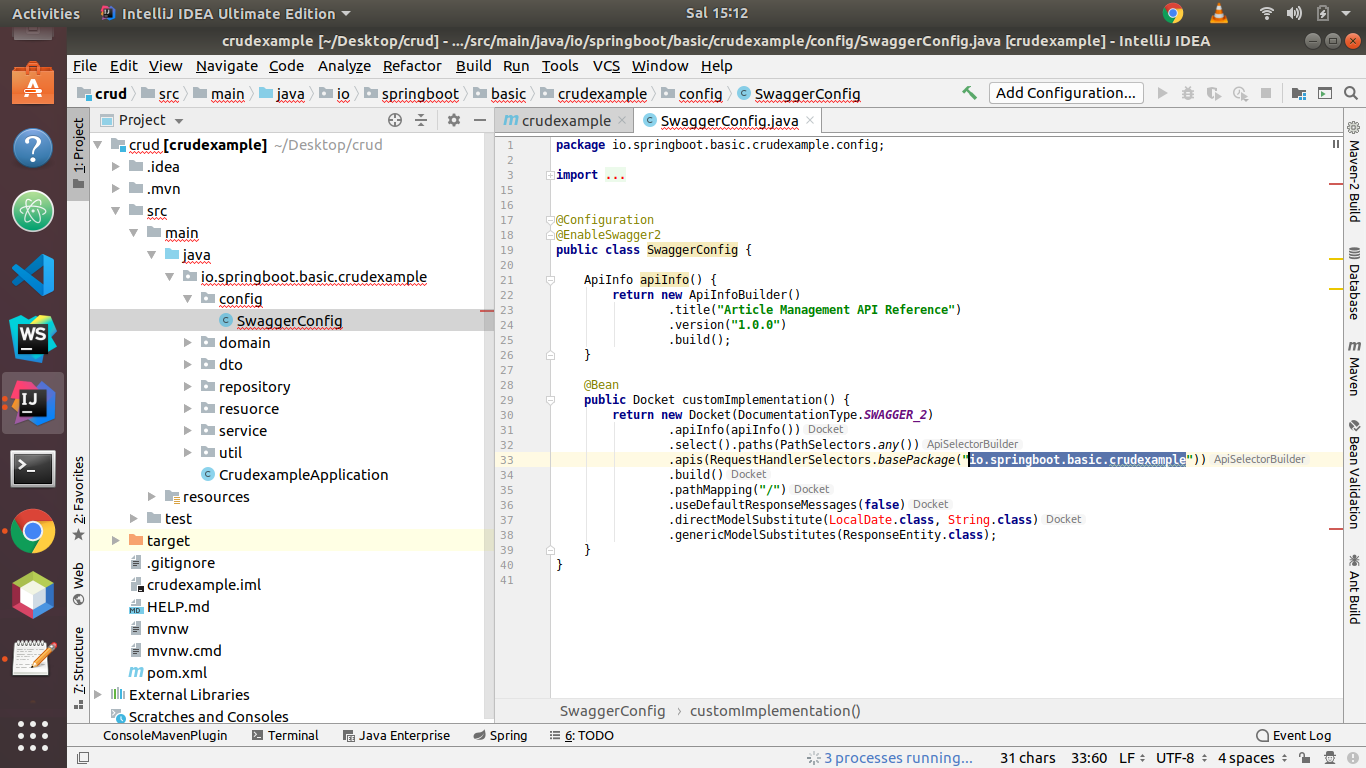 Activities IntelliJ IDEA Ultimate Edition Sal 15:12
crudexample [~/Desktop/crud] - .../src/main/java/io/springboot/basic/crudexample/config/SwaggerConfig.java [crudexample] - IntelliJ IDEA
File Edit View Navigate Code Analyze Refactor Build Run Tools VCS Window Help
crud src main java io springboot basic crudexample config SwaggerConfig Add Configuration...
1: Project
2: Favorites
Web
7: Structure
Project
crud [crudexample] ~/Desktop/crud
.idea
.mvn
src
main
java
io.springboot.basic.crudexample
config
SwaggerConfig
domain
dto
repository
resuorce
service
util
CrudexampleApplication
resources
test
target
.gitignore
crudexample.iml
HELP.md
mvnw
mvnw.cmd
pom.xml
External Libraries
Scratches and Consoles
crudexample SwaggerConfig.java
1 package io.springboot.basic.crudexample.config;
2
3 import ...
15
16
17 @Configuration
18 @EnableSwagger2
19 public class SwaggerConfig {
20
21 ApiInfo apiInfo() {
22 return new ApiInfoBuilder()
23 .title("Article Management API Reference")
24 .version("1.0.0")
25 .build();
26 }
27
28 @Bean
29 public Docket customImplementation() {
30 return new Docket(DocumentationType.SWAGGER_2)
31 .apiInfo(apiInfo()) Docket
32 .select().paths(PathSelectors.any()) ApiSelectorBuilder
33 .apis(RequestHandlerSelectors.basePackage("io.springboot.basic.crudexample")) ApiSelectorBuilder
34 .build() Docket
35 .pathMapping("/") Docket
36 .useDefaultResponseMessages(false) Docket
37 .directModelSubstitute(LocalDate.class, String.class) Docket
38 .genericModelSubstitutes(ResponseEntity.class);
39 }
40 }
41
SwaggerConfig › customImplementation()
Maven-2 Build
Database
Maven
Bean Validation
Ant Build
ConsoleMavenPlugin Terminal Java Enterprise Spring 6: TODO Event Log
3 processes running... 31 chars 33:60 LF UTF-8 4 spaces